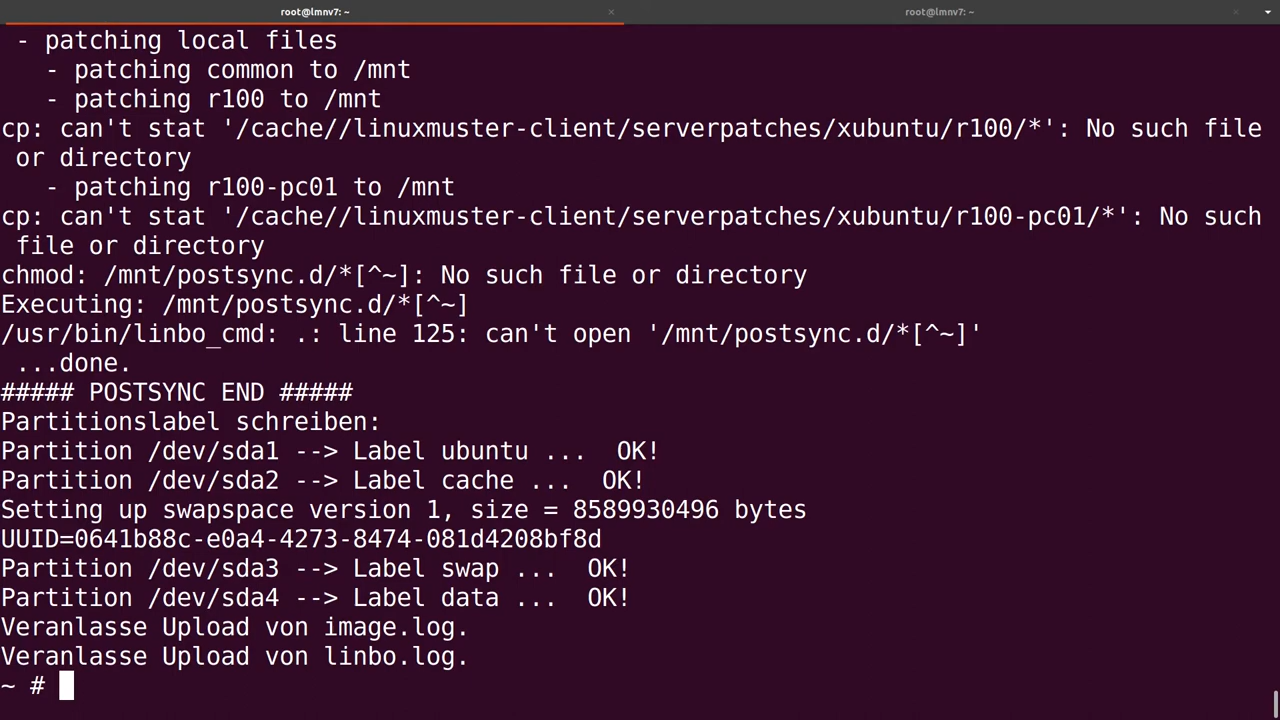 root@lmnv7: ~
×
root@lmnv7: ~
×
- patching local files
- patching common to /mnt
- patching r100 to /mnt
cp: can't stat '/cache//linuxmuster-client/serverpatches/xubuntu/r100/*': No such file
or directory
- patching r100-pc01 to /mnt
cp: can't stat '/cache//linuxmuster-client/serverpatches/xubuntu/r100-pc01/*': No such
file or directory
chmod: /mnt/postsync.d/*[^~]: No such file or directory
Executing: /mnt/postsync.d/*[^~]
/usr/bin/linbo_cmd: .: line 125: can't open '/mnt/postsync.d/*[^~]'
...done.
##### POSTSYNC END #####
Partitionslabel schreiben:
Partition /dev/sda1 --> Label ubuntu ...  OK!
Partition /dev/sda2 --> Label cache ...  OK!
Setting up swapspace version 1, size = 8589930496 bytes
UUID=0641b88c-e0a4-4273-8474-081d4208bf8d
Partition /dev/sda3 --> Label swap ...  OK!
Partition /dev/sda4 --> Label data ...  OK!
Veranlasse Upload von image.log.
Veranlasse Upload von linbo.log.
~ #